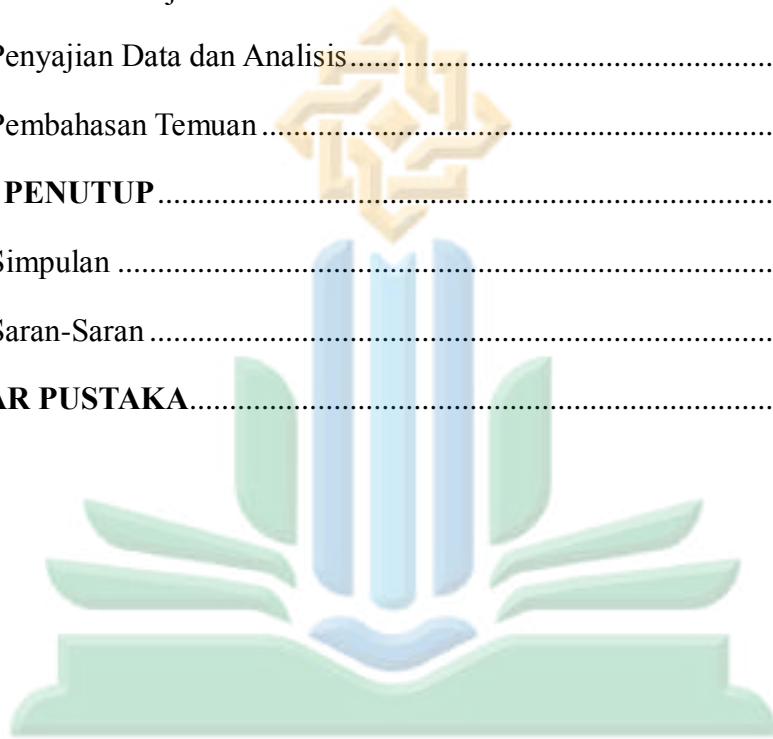 Penyajian Data dan Analisis........................................................
Pembahasan Temuan...................................................................
PENUTUP.................................................................................
Simpulan....................................................................................
Saran-Saran................................................................................
AR PUSTAKA.............................................................................